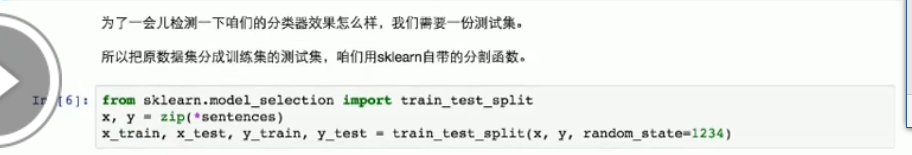 为了一会儿检测一下咱们的分类器效果怎么样，我们需要一份测试集。
所以把原数据集分成训练集的测试集，咱们用sklearn自带的分割函数。
In [6]: from sklearn.model_selection import train_test_split
x, y = zip(*sentences)
x_train, x_test, y_train, y_test = train_test_split(x, y, random_state=1234)